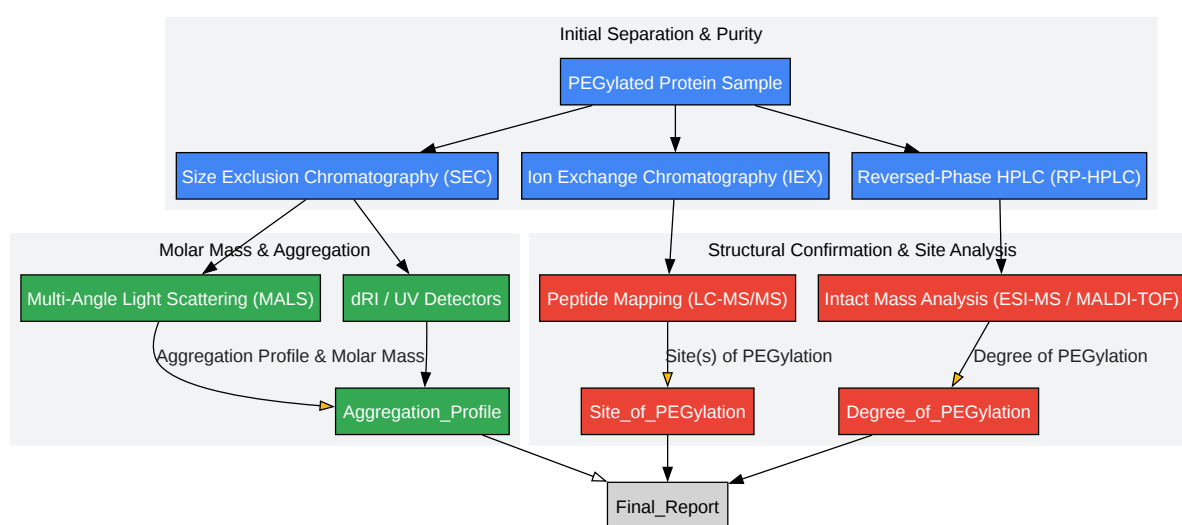 Initial Separation & Purity
PEGylated Protein Sample
Size Exclusion Chromatography (SEC)
Ion Exchange Chromatography (IEX)
Reversed-Phase HPLC (RP-HPLC)
Molar Mass & Aggregation
Structural Confirmation & Site Analysis
Multi-Angle Light Scattering (MALS)
dRI / UV Detectors
Peptide Mapping (LC-MS/MS)
Intact Mass Analysis (ESI-MS / MALDI-TOF)
Aggregation Profile & Molar Mass
Site(s) of PEGylation
Degree of PEGylation
Aggregation_Profile
Site_of_PEGylation
Degree_of_PEGylation
Final_Report